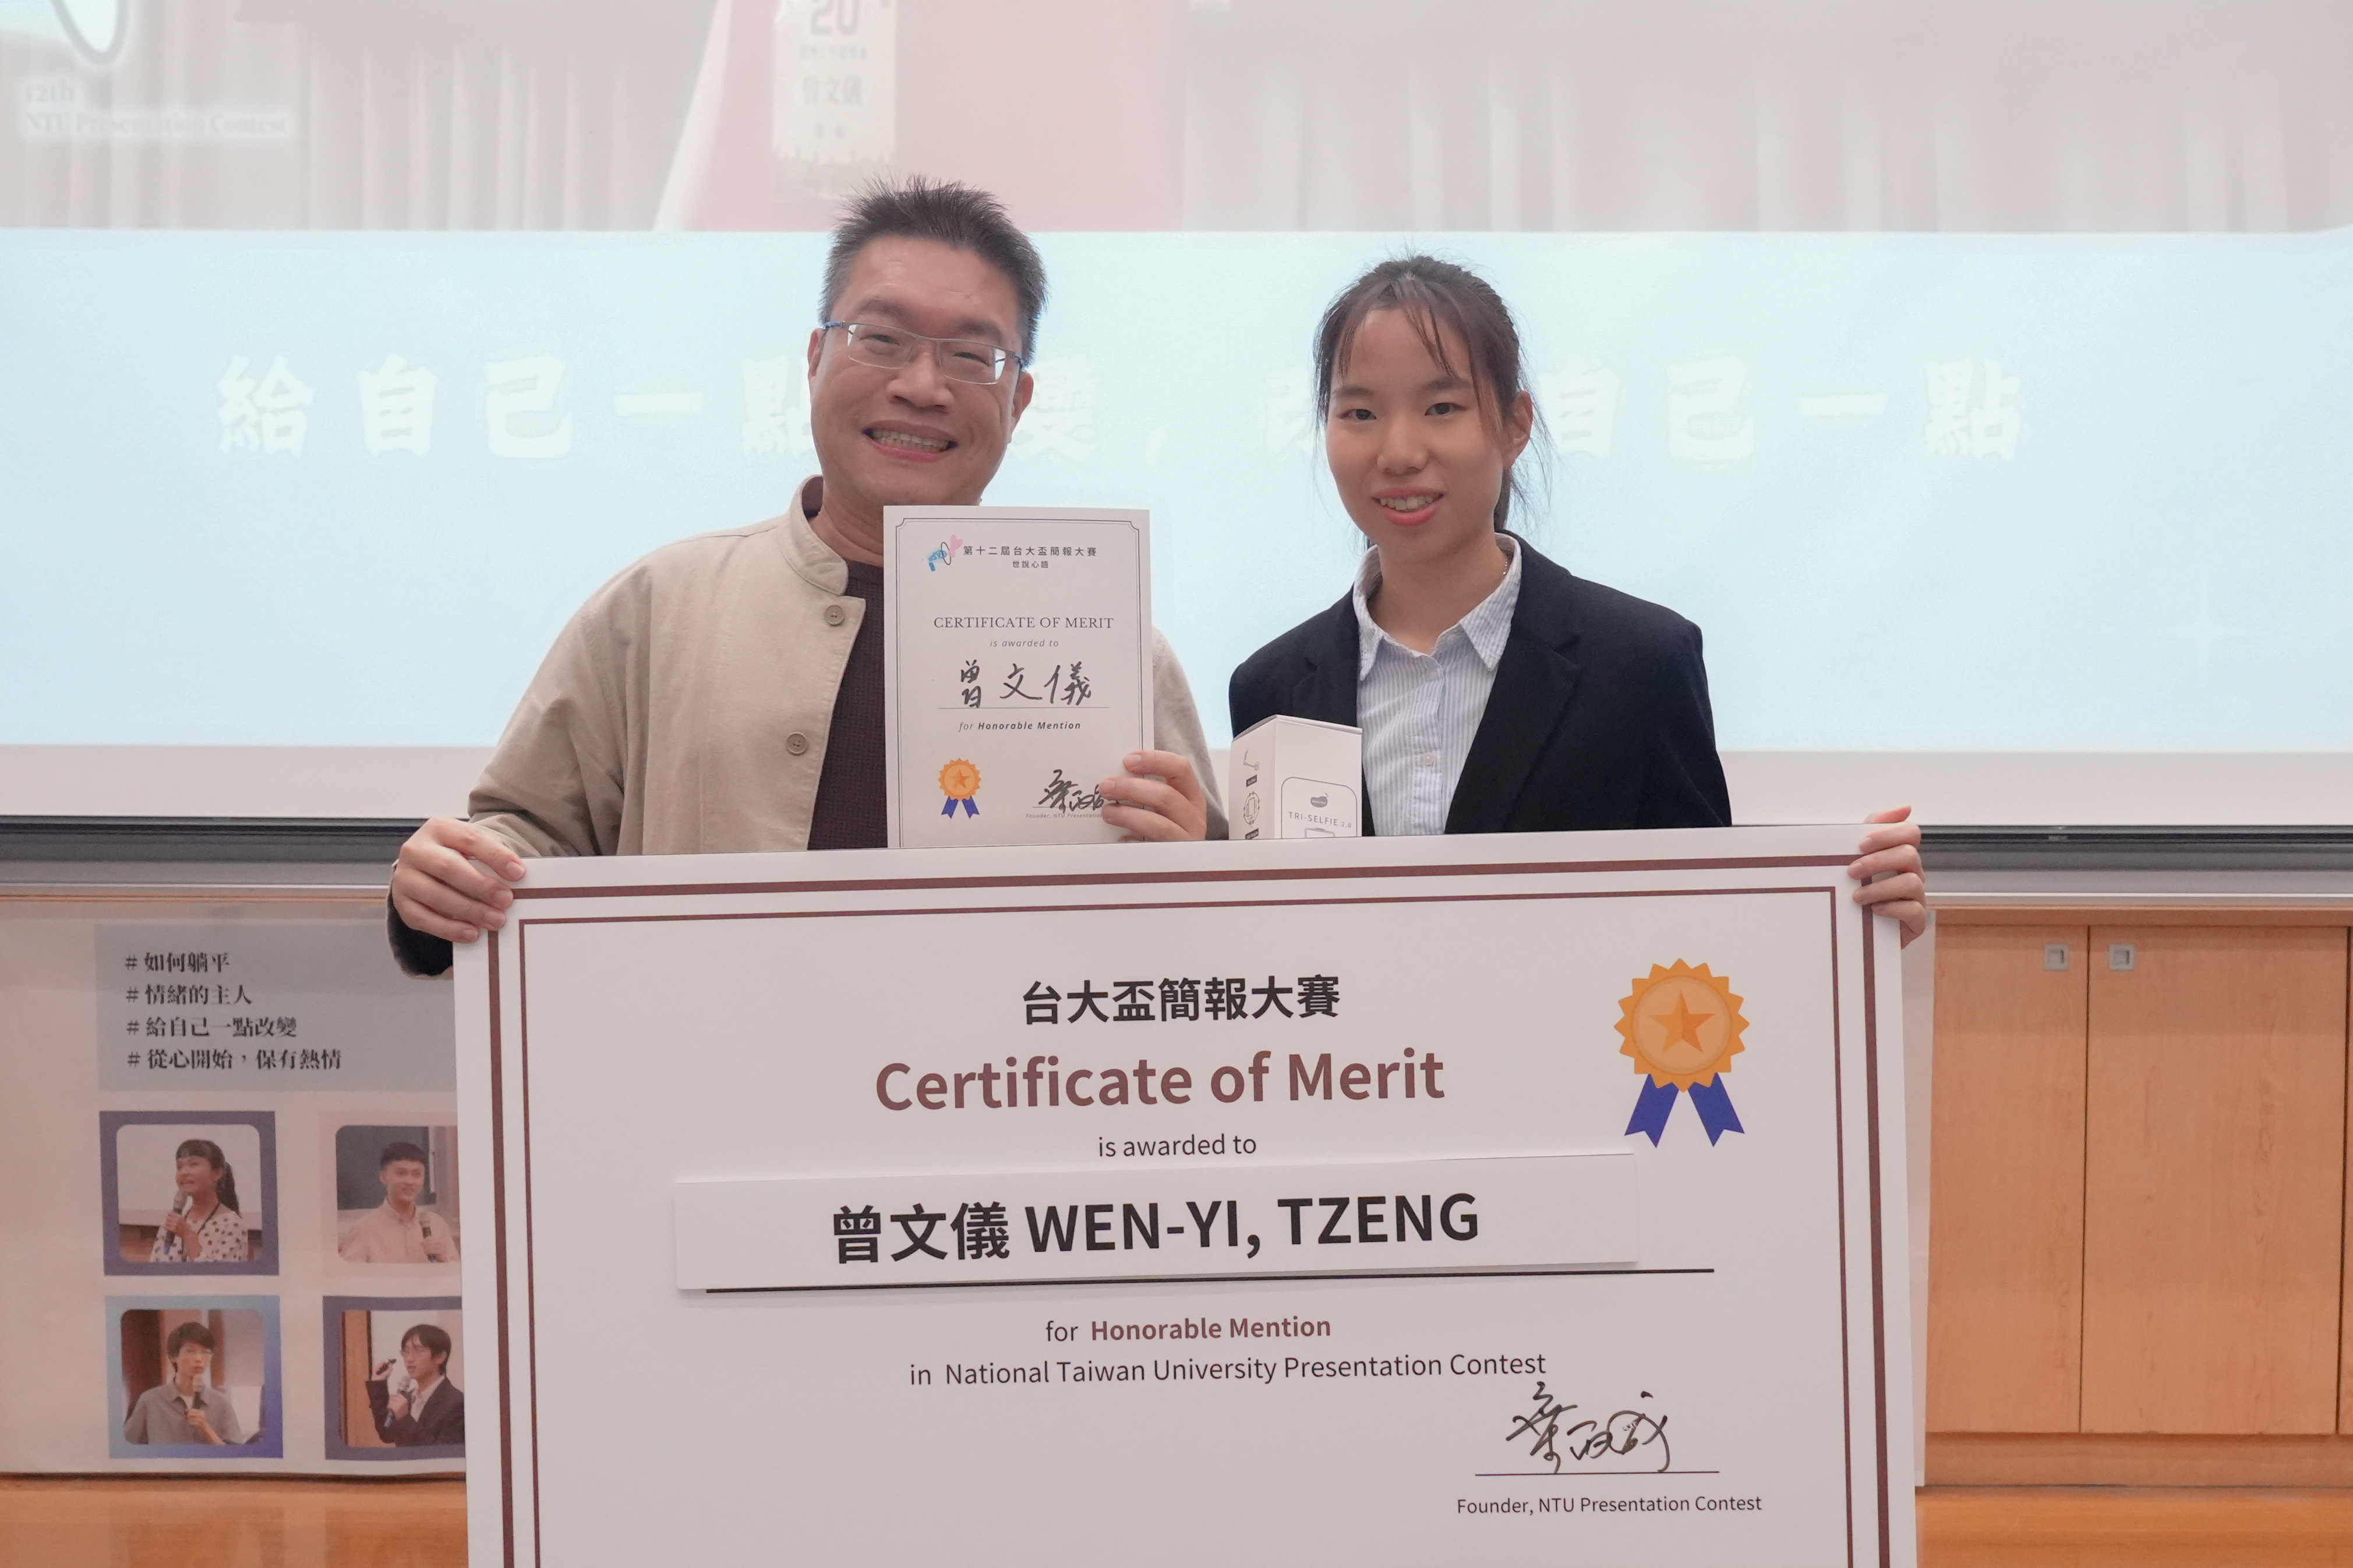 20
曾文儀
12th
NTU Presentation Contest
給自己一點 變，改 自己一點
第十二屆台大盃簡報大賽
世說心語
CERTIFICATE OF MERIT
is awarded to
曾文儀
for Honorable Mention
Founder, NTU Presentation
TRI-SELFIE 2.0
#如何躺平
#情緒的主人
#給自己一點改變
#從心開始，保有熱情
台大盃簡報大賽
Certificate of Merit
is awarded to
曾文儀 WEN-YI, TZENG
for Honorable Mention
in National Taiwan University Presentation Contest
葉丙成
Founder, NTU Presentation Contest